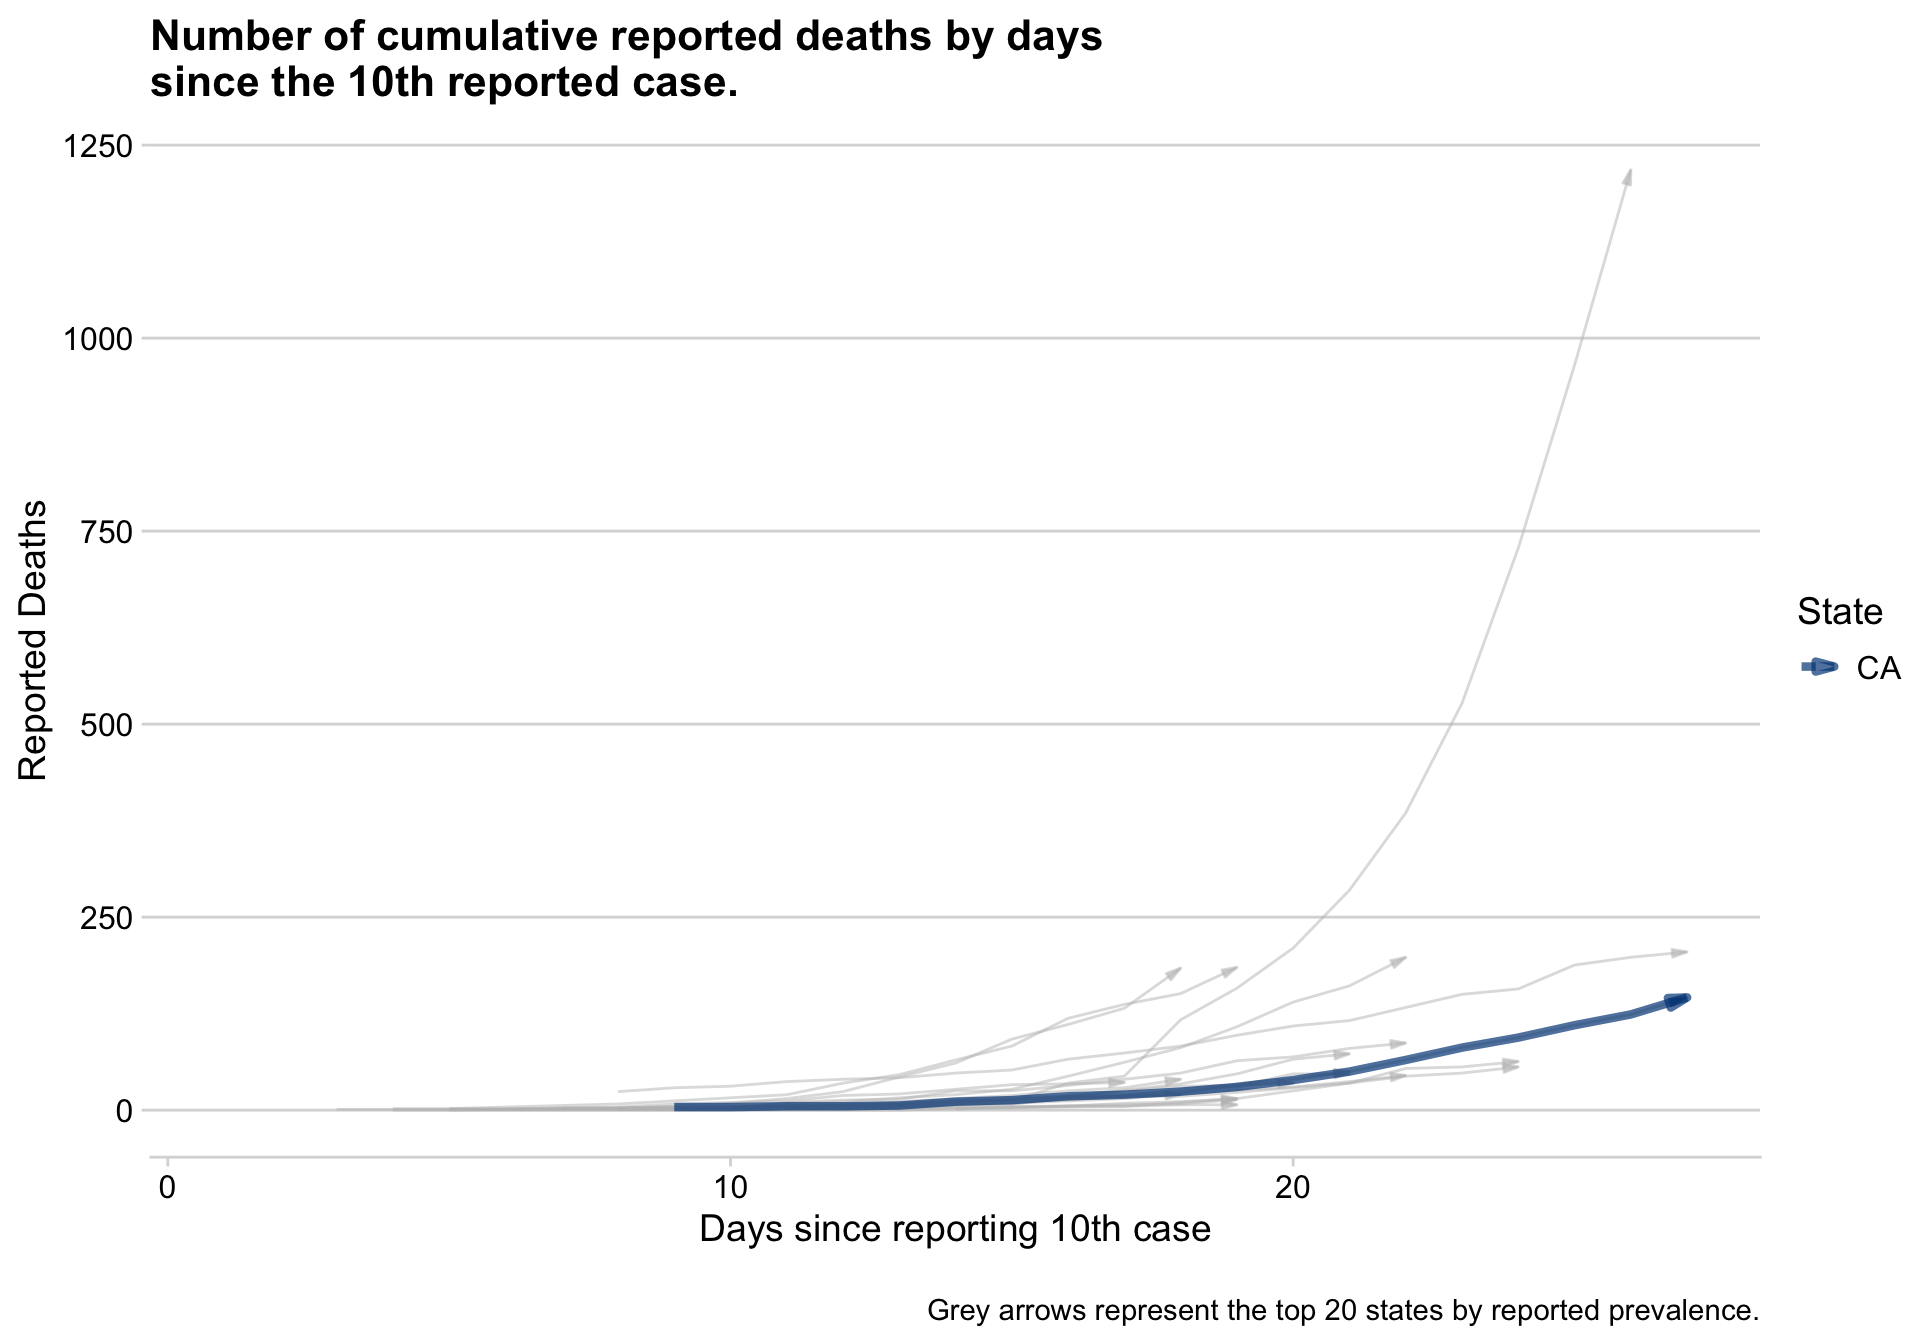 Number of cumulative reported deaths by days
since the 10th reported case.
1250
1000
750
500
250
0
Reported Deaths
State
CA
0 10 20
Days since reporting 10th case
Grey arrows represent the top 20 states by reported prevalence.